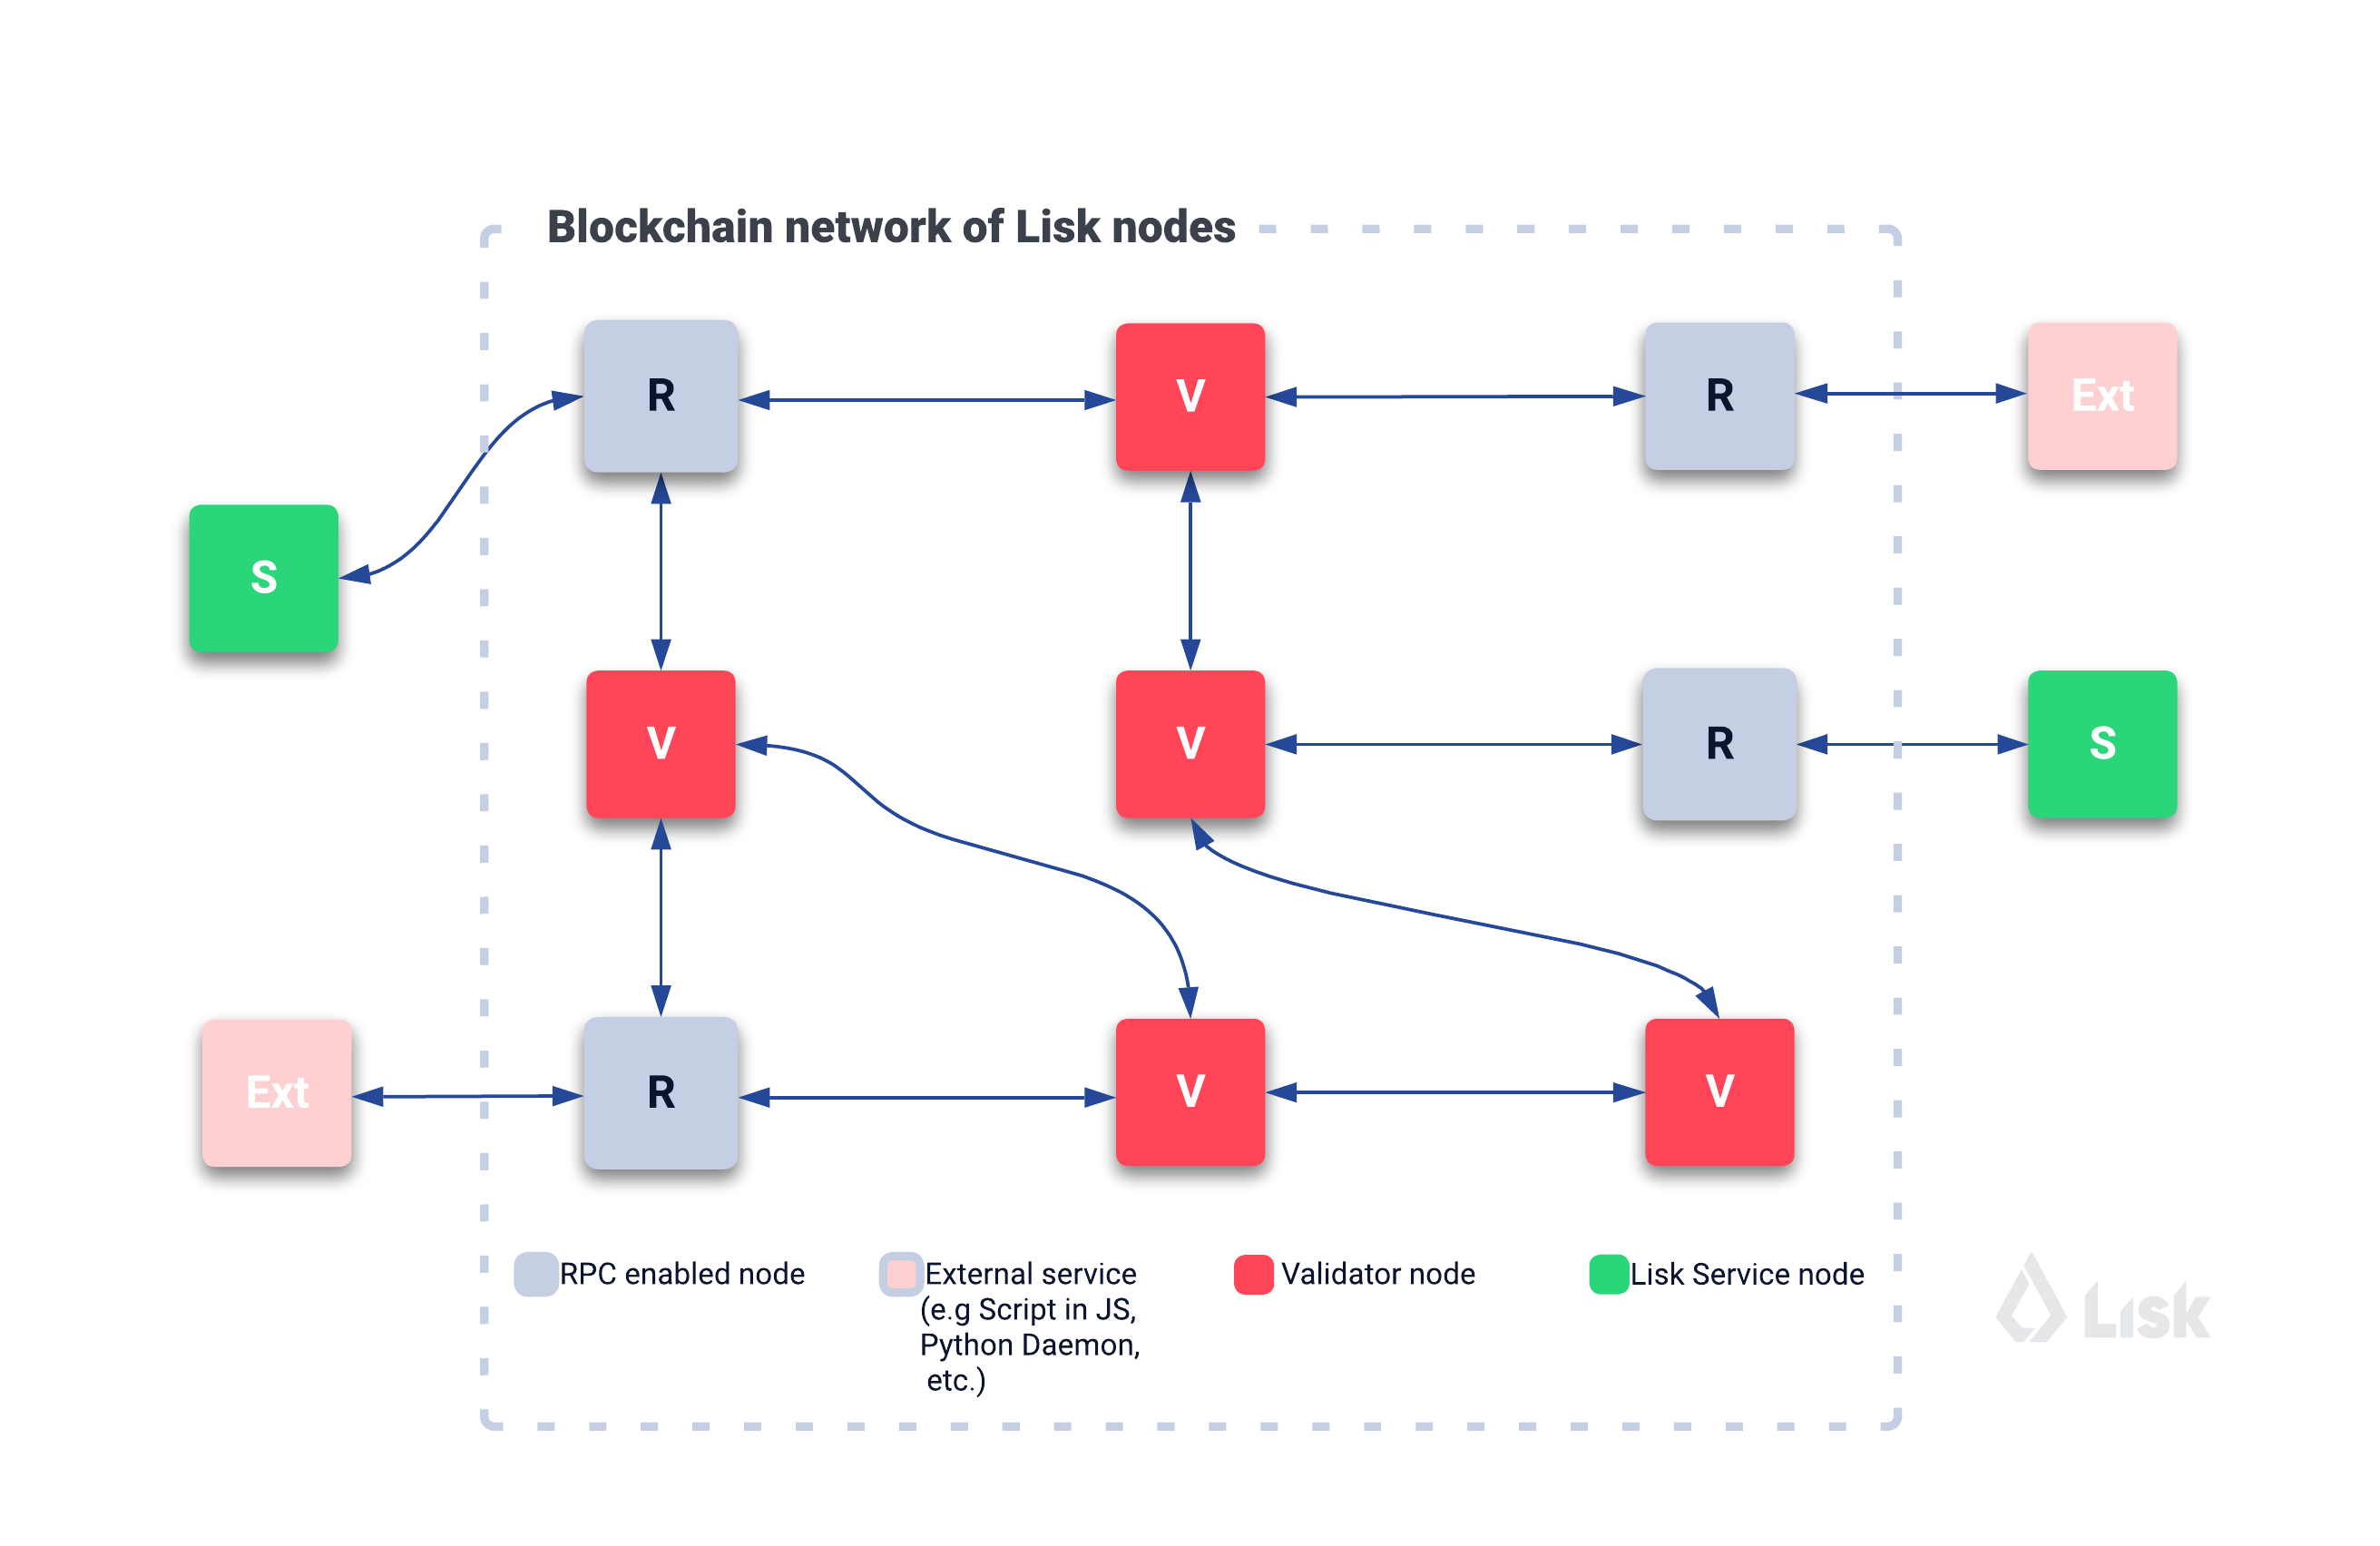 Blockchain network of Lisk nodes
R
V
R
Ext
S
V
V
R
S
Ext
R
V
V
RPC enabled node
External service
(e.g Script in JS,
Python Daemon,
etc.)
Validator node
Lisk Service node
Lisk